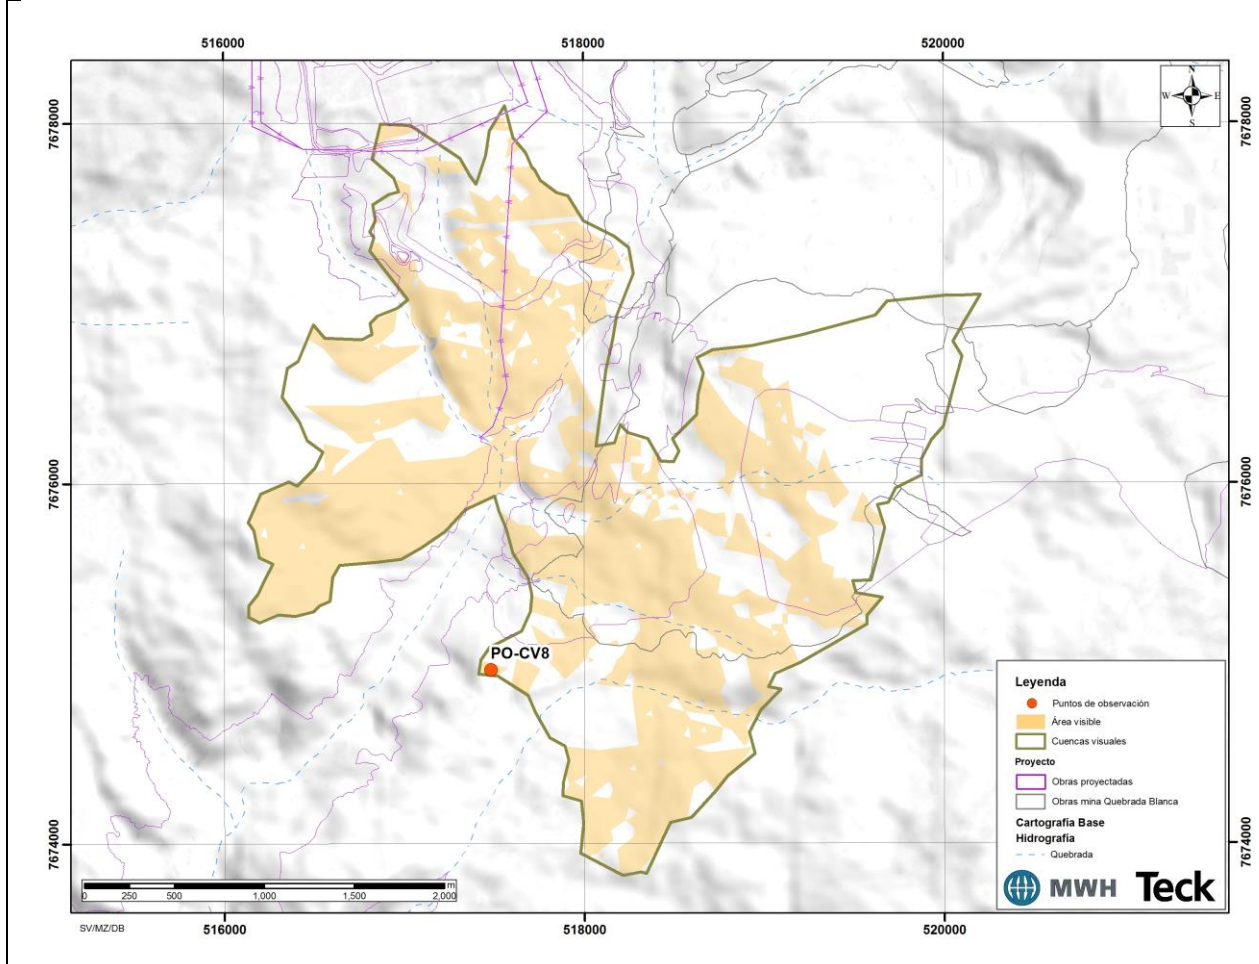 516000
518000
520000
N
W
E
S
7678000
7678000
7676000
7676000
PO-CV8
Leyenda
Puntos de observación
Área visible
Cuencas visuales
Proyecto
Obras proyectadas
Obras mina Quebrada Blanca
Cartografía Base
Hidrografía
Quebrada
MWH Teck
7674000
7674000
m
0 250 500 1,000 1,500 2,000
SV/MZ/DB
516000
518000
520000